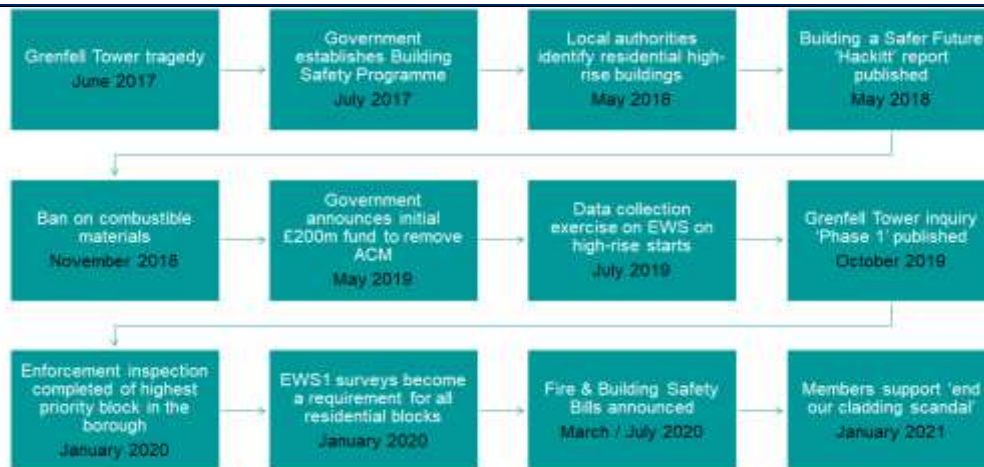 Grenfell Tower tragedy
June 2017
Government
establishes Building
Safety Programme
July 2017
Local authorities
identify residential high-
rise buildings
May 2018
Building a Safer Future
'Hackitt' report
published
May 2018
Ban on combustible
materials
November 2018
Government
announces initial
£200m fund to remove
ACM
May 2019
Data collection
exercise on EWS on
high-rise starts
July 2019
Grenfell Tower inquiry
'Phase 1' published
October 2019
Enforcement inspection
completed of highest
priority block in the
borough
January 2020
EWS1 surveys become
a requirement for all
residential blocks
January 2020
Fire & Building Safety
Bills announced
March / July 2020
Members support 'end
our cladding scandal'
January 2021